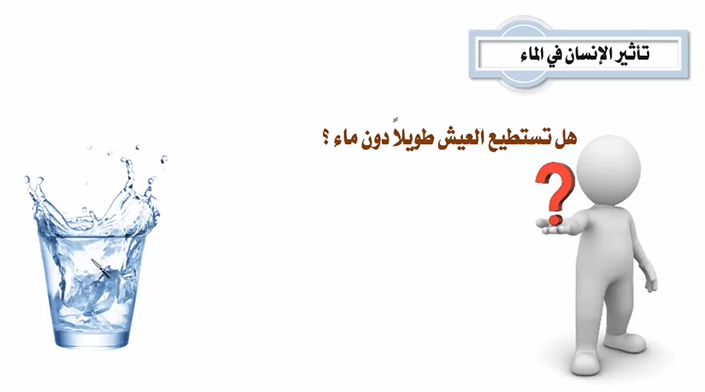 تأثير الإنسان في الماء
هل تستطيع العيش طويلاً دون ماء ؟
?